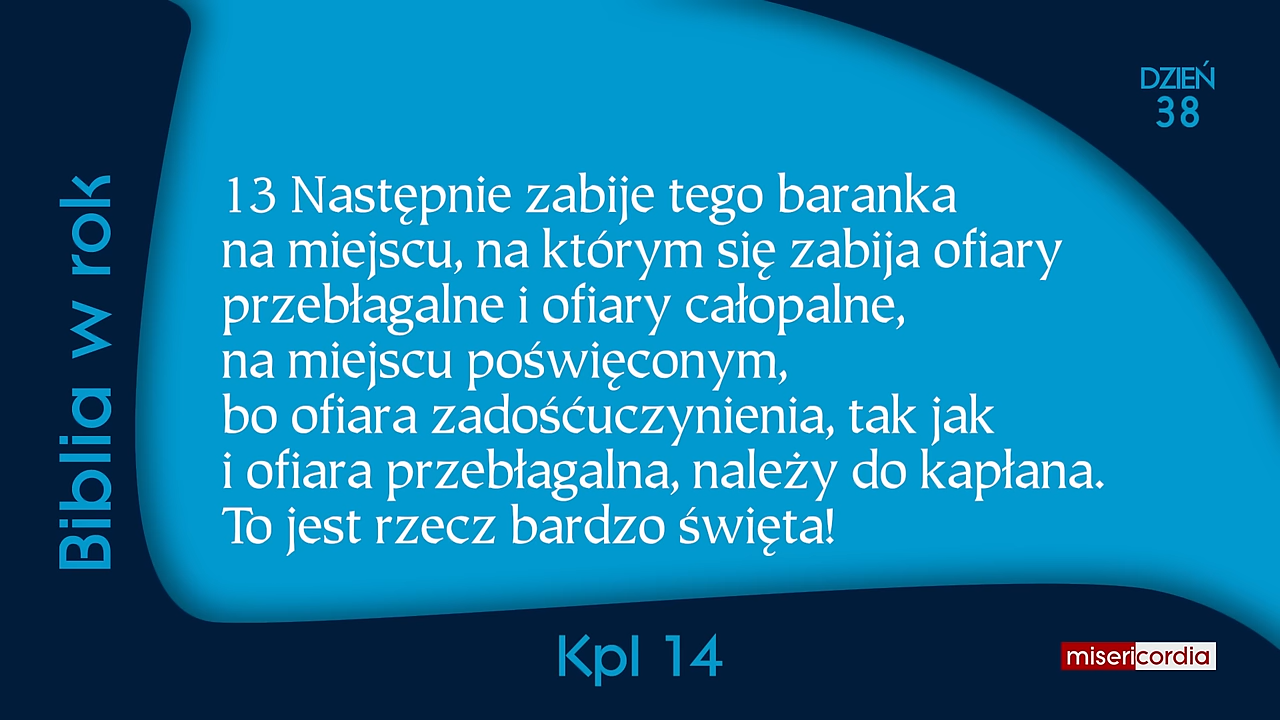 DZIEŃ
38
Biblia w rok
13 Następnie zabije tego baranka
na miejscu, na którym się zabija ofiary
przebłagalne i ofiary całopalne,
na miejscu poświęconym,
bo ofiara zadośćuczynienia, tak jak
i ofiara przebłagalna, należy do kapłana.
To jest rzecz bardzo święta!
Kpl 14
misericordia